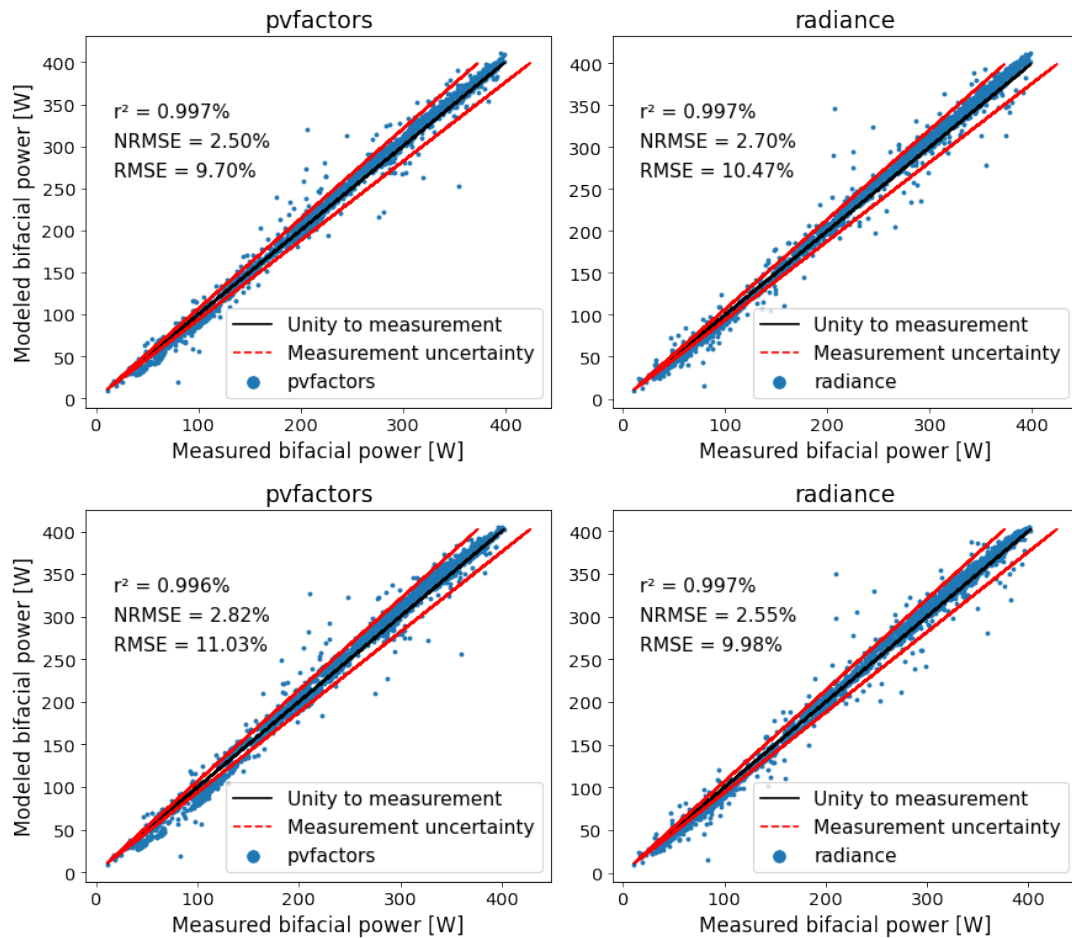 pvfactors
Modeled bifacial power [W]
400
350
300
250
200
150
100
50
0
r² = 0.997%
NRMSE = 2.50%
RMSE = 9.70%
Unity to measurement
Measurement uncertainty
pvfactors
0 100 200 300 400
Measured bifacial power [W]
radiance
400
350
300
250
200
150
100
50
0
r² = 0.997%
NRMSE = 2.70%
RMSE = 10.47%
Unity to measurement
Measurement uncertainty
radiance
0 100 200 300 400
Measured bifacial power [W]
pvfactors
Modeled bifacial power [W]
400
350
300
250
200
150
100
50
0
r² = 0.996%
NRMSE = 2.82%
RMSE = 11.03%
Unity to measurement
Measurement uncertainty
pvfactors
0 100 200 300 400
Measured bifacial power [W]
radiance
400
350
300
250
200
150
100
50
0
r² = 0.997%
NRMSE = 2.55%
RMSE = 9.98%
Unity to measurement
Measurement uncertainty
radiance
0 100 200 300 400
Measured bifacial power [W]